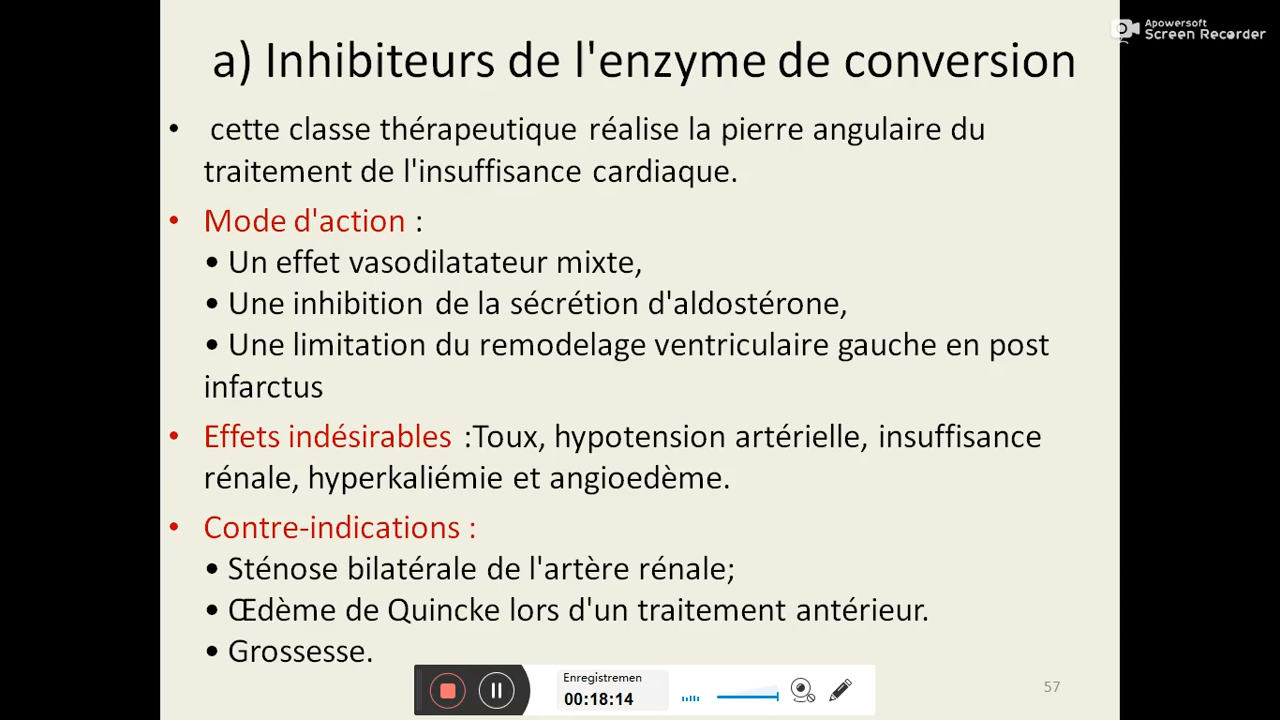 Apowersoft
Screen Recorder
a) Inhibiteurs de l'enzyme de conversion
• cette classe thérapeutique réalise la pierre angulaire du
traitement de l'insuffisance cardiaque.
• Mode d'action :
• Un effet vasodilatateur mixte,
• Une inhibition de la sécrétion d'aldostérone,
• Une limitation du remodelage ventriculaire gauche en post
infarctus
• Effets indésirables :Toux, hypotension artérielle, insuffisance
rénale, hyperkaliémie et angioedème.
• Contre-indications :
• Sténose bilatérale de l'artère rénale;
• Œdème de Quincke lors d'un traitement antérieur.
• Grossesse.
Enregistremen
00:18:14
57